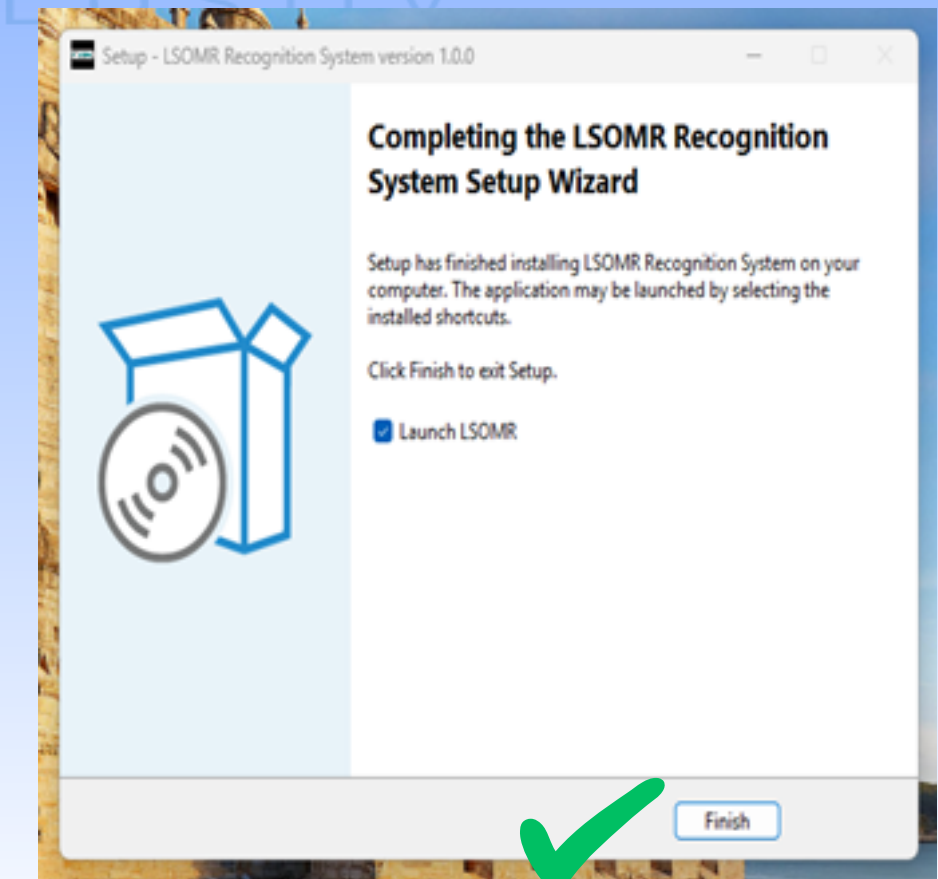 Setup - LSOMR Recognition System version 1.0.0
Completing the LSOMR Recognition
System Setup Wizard
Setup has finished installing LSOMR Recognition System on your
computer. The application may be launched by selecting the
installed shortcuts.
Click Finish to exit Setup.
Launch LSOMR
Finish